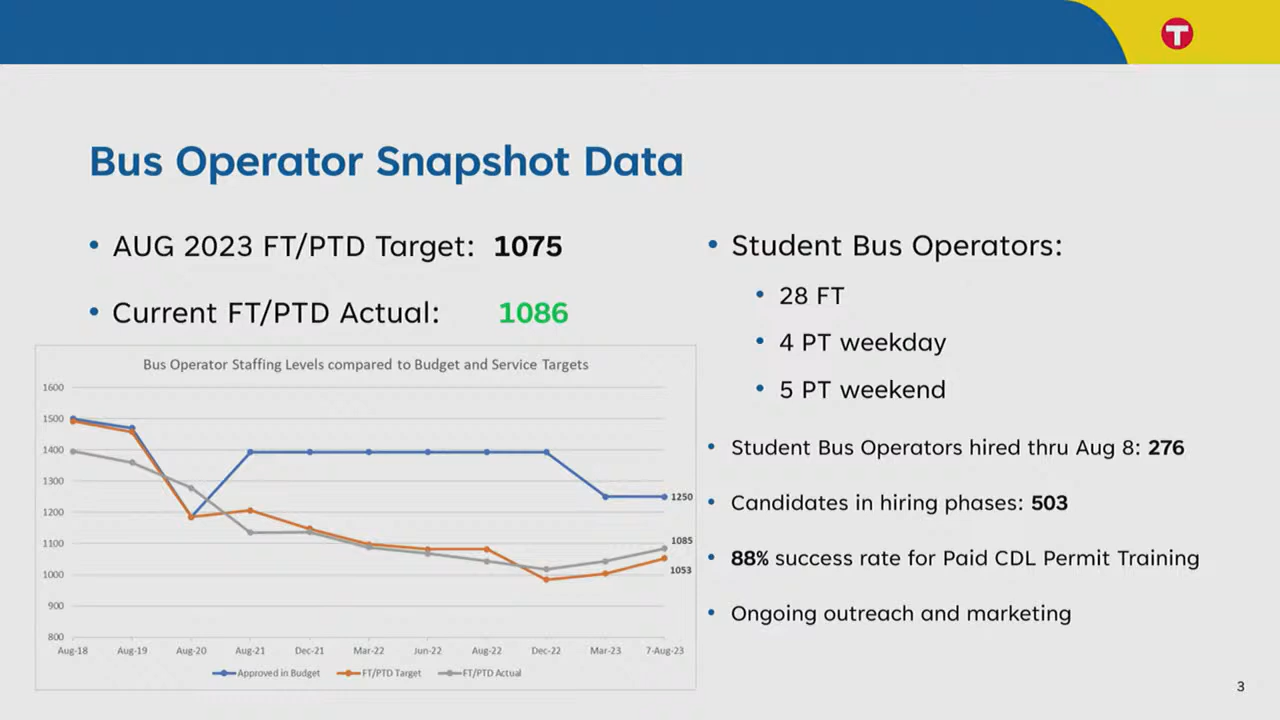 T
Bus Operator Snapshot Data
• AUG 2023 FT/PTD Target: 1075
• Current FT/PTD Actual: 1086
Bus Operator Staffing Levels compared to Budget and Service Targets
1600
1500
1400
1300
1200
1100
1000
900
800
1250
1085
1053
Aug-18 Aug-19 Aug-20 Aug-21 Dec-21 Mar-22 Jun-22 Aug-22 Dec-22 Mar-23 7-Aug-23
Approved in Budget FT/PTD Target FT/PTD Actual
• Student Bus Operators:
• 28 FT
• 4 PT weekday
• 5 PT weekend
• Student Bus Operators hired thru Aug 8: 276
• Candidates in hiring phases: 503
• 88% success rate for Paid CDL Permit Training
• Ongoing outreach and marketing
3